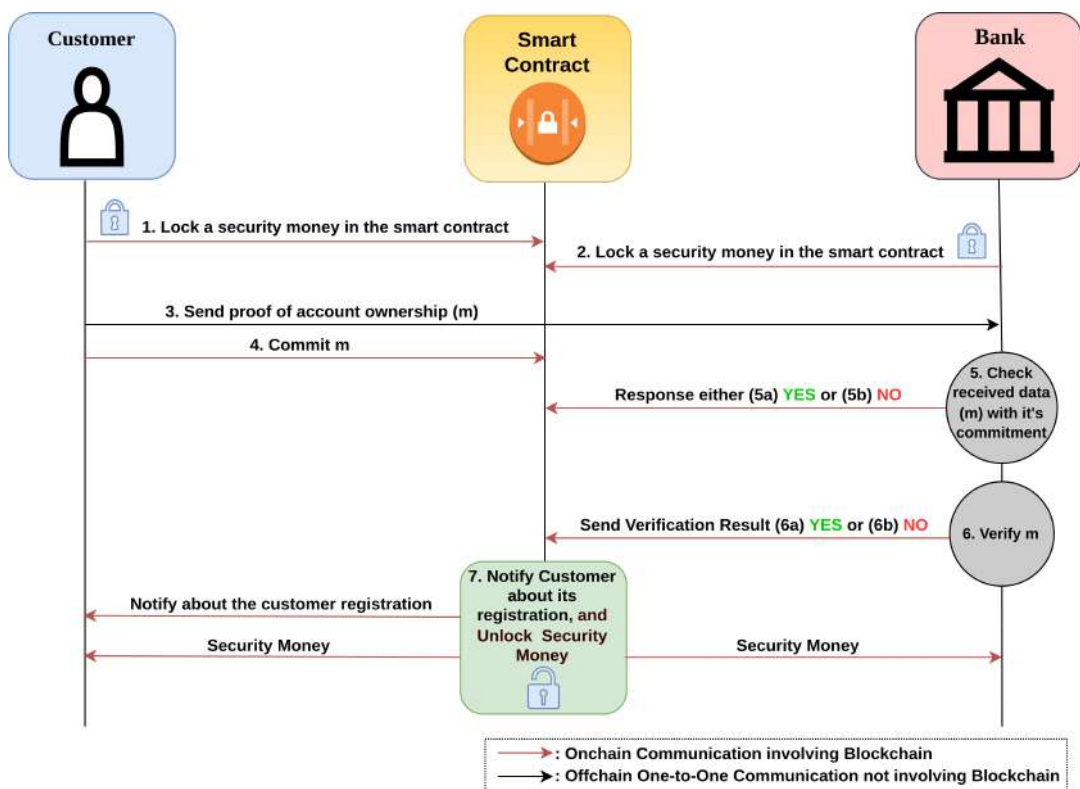 Customer
Smart
Contract
Bank
1. Lock a security money in the smart contract
2. Lock a security money in the smart contract
3. Send proof of account ownership (m)
4. Commit m
5. Check
received data
(m) with it's
commitment
Response either (5a) YES or (5b) NO
Send Verification Result (6a) YES or (6b) NO
6. Verify m
7. Notify Customer
about its
registration, and
Unlock Security
Money
Notify about the customer registration
Security Money
Security Money
: Onchain Communication involving Blockchain
: Offchain One-to-One Communication not involving Blockchain